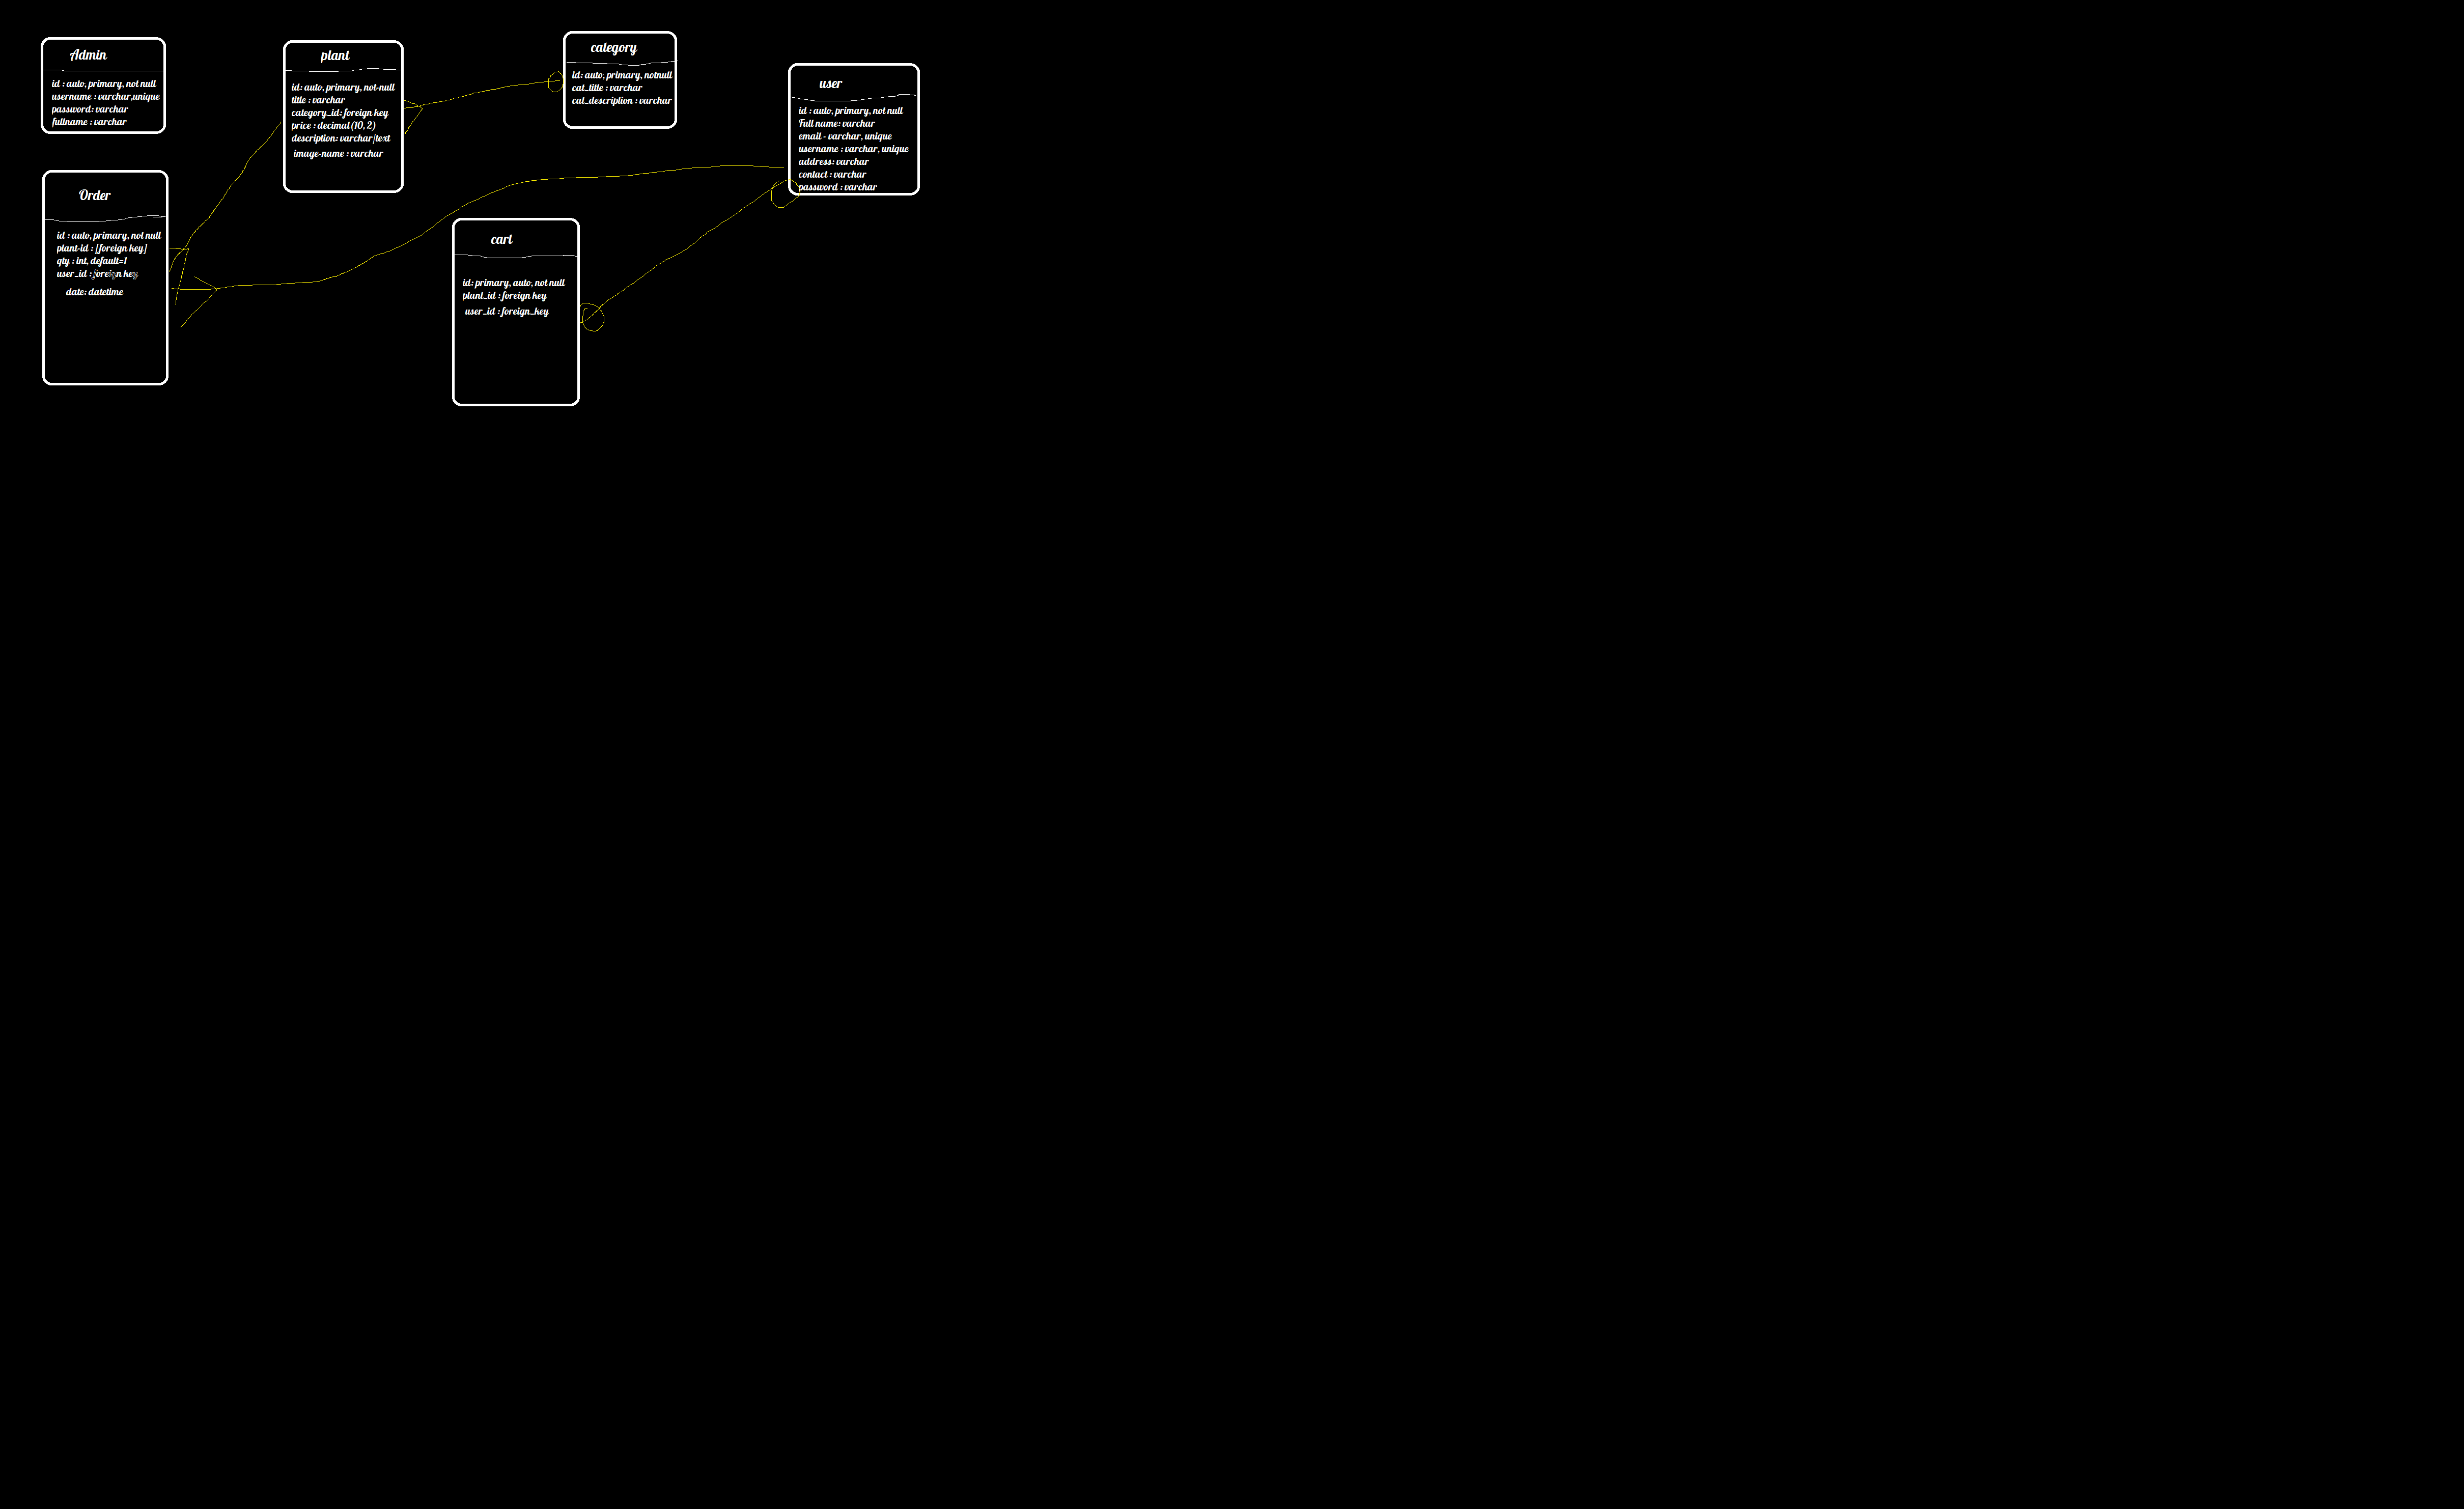 Admin
id : auto, primary, not null
username : varchar,unique
password: varchar
fullname : varchar
plant
id: auto, primary, not-null
title : varchar
category_id: foreign key
price : decimal(10, 2)
description: varchar/text
image-name : varchar
category
id: auto, primary, notnull
cat_title : varchar
cat_description : varchar
user
id : auto, primary, not null
Full name: varchar
email - varchar, unique
username : varchar, unique
address: varchar
contact : varchar
password : varchar
Order
id : auto, primary, not null
plant-id : [foreign key]
qty : int, default=1
user_id : foreign key
date: datetime
cart
id: primary, auto, not null
plant_id : foreign key
user_id : foreign_key